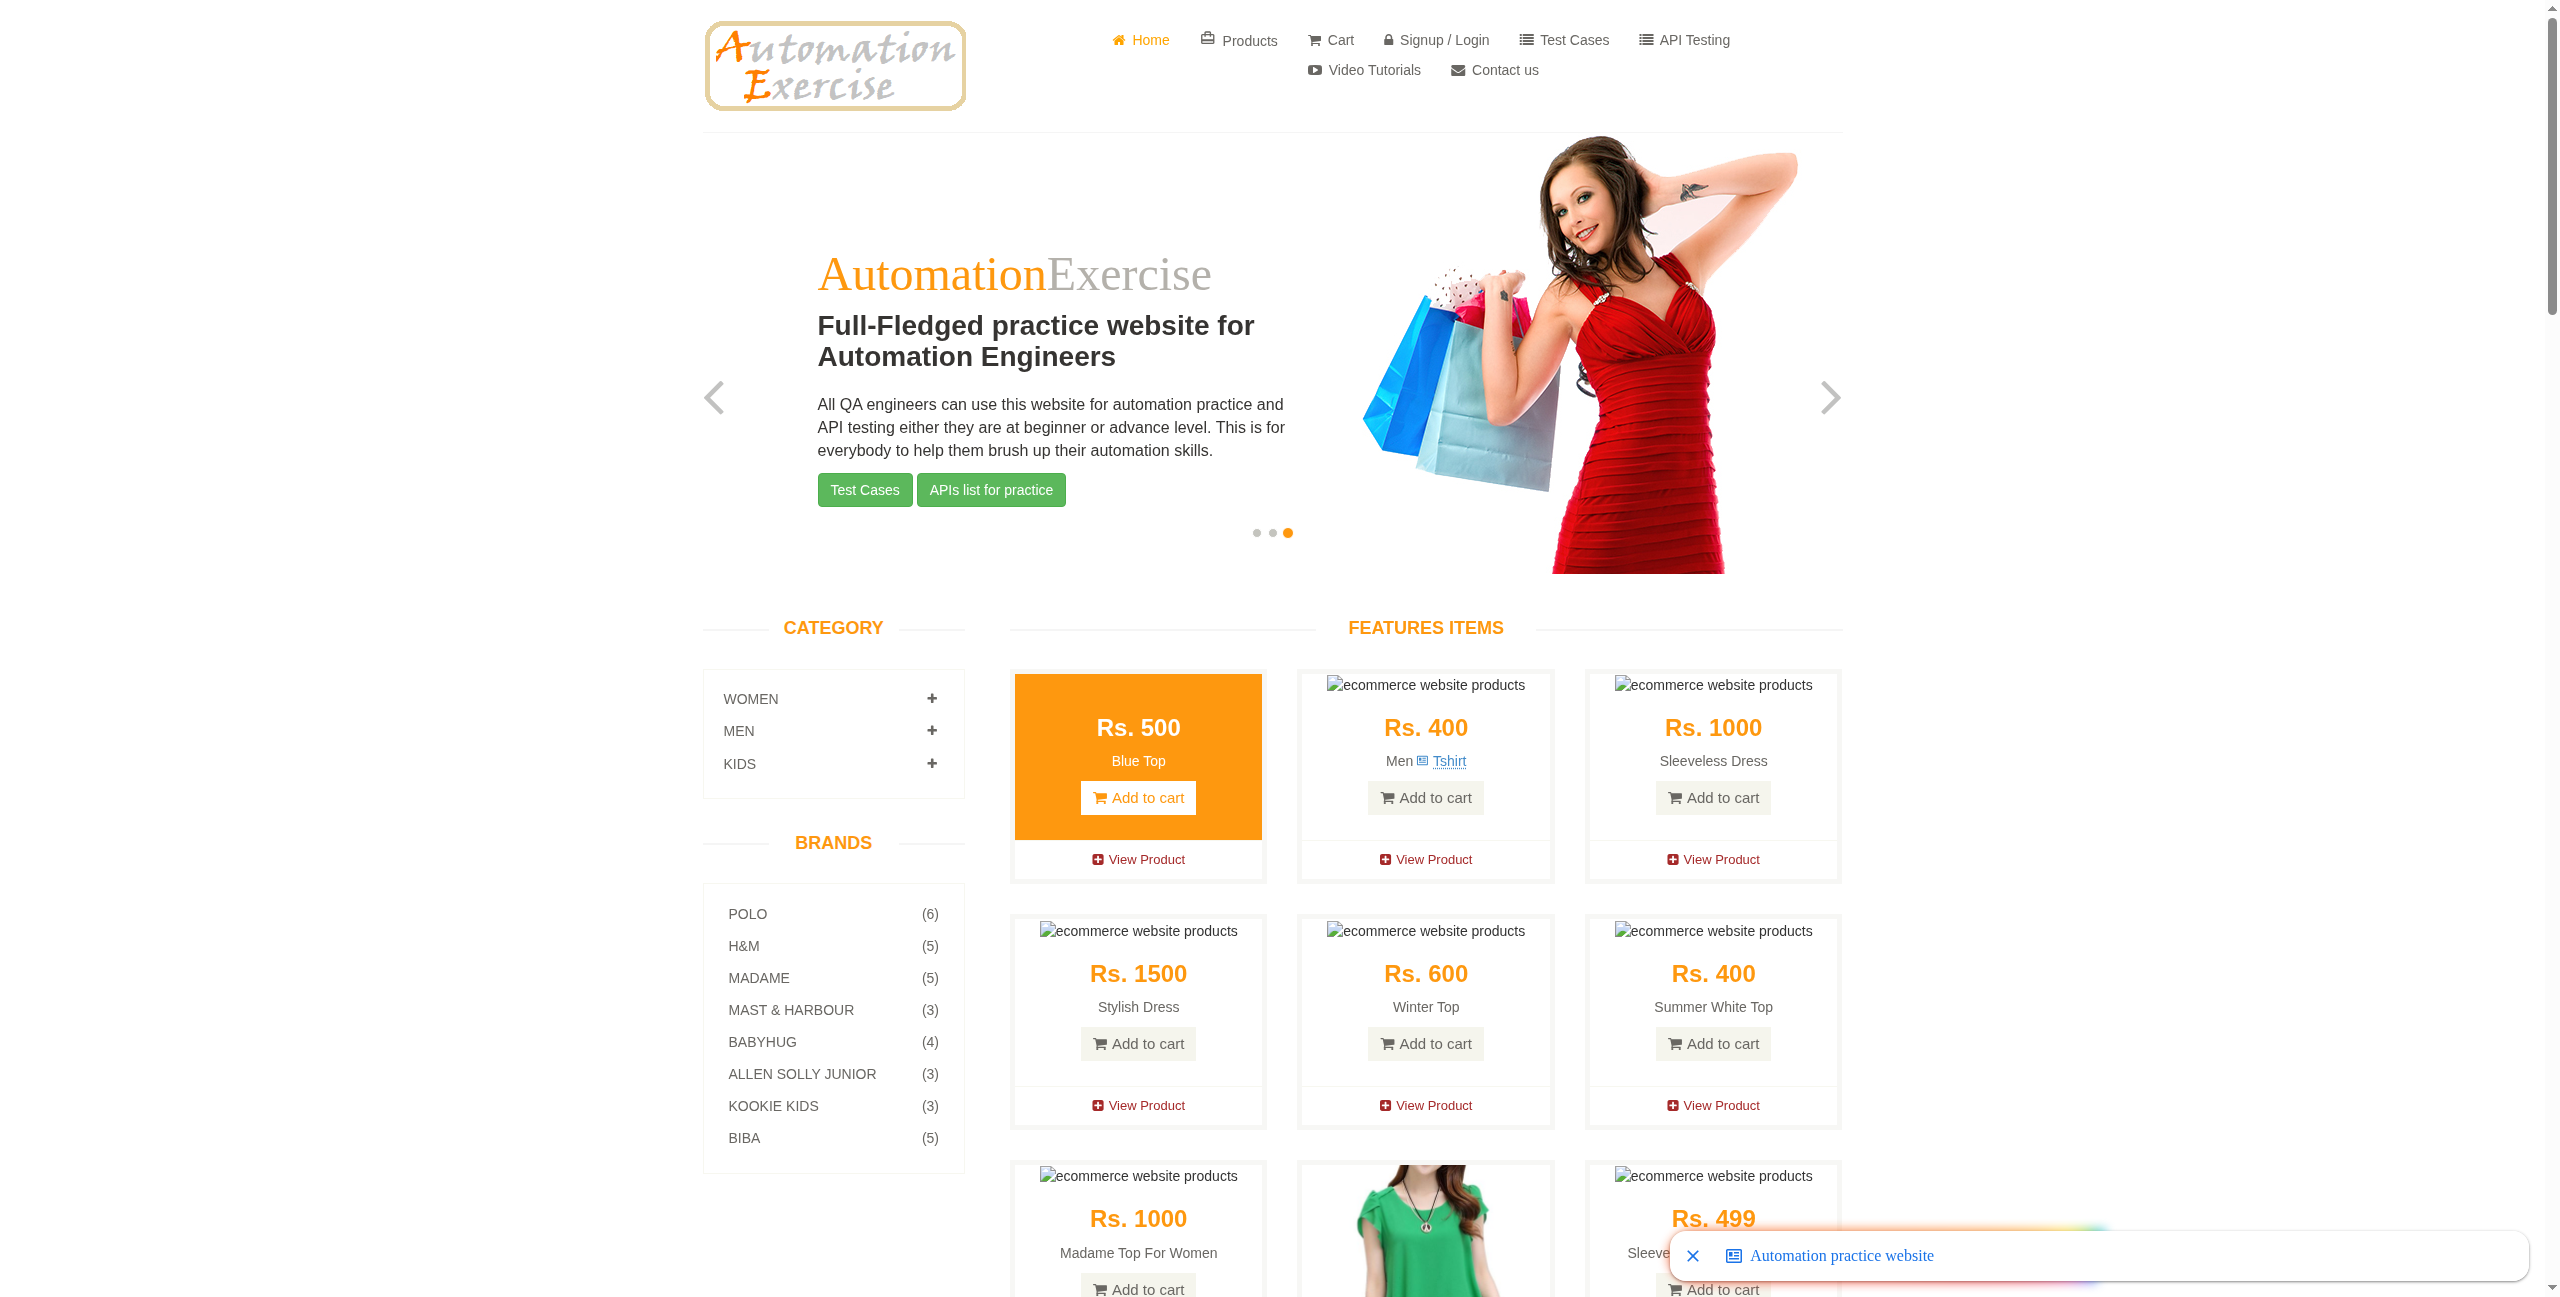 Automation
Exercise
Home Products Cart Signup / Login Test Cases API Testing
Video Tutorials Contact us
AutomationExercise
Full-Fledged practice website for
Automation Engineers
All QA engineers can use this website for automation practice and
API testing either they are at beginner or advance level. This is for
everybody to help them brush up their automation skills.
Test Cases APIs list for practice
CATEGORY
WOMEN
MEN
KIDS
BRANDS
POLO (6)
H&M (5)
MADAME (5)
MAST & HARBOUR (3)
BABYHUG (4)
ALLEN SOLLY JUNIOR (3)
KOOKIE KIDS (3)
BIBA (5)
FEATURES ITEMS
Rs. 500
Blue Top
Add to cart
View Product
ecommerce website products
Rs. 400
Men Tshirt
Add to cart
View Product
ecommerce website products
Rs. 1000
Sleeveless Dress
Add to cart
View Product
ecommerce website products
Rs. 1500
Stylish Dress
Add to cart
View Product
ecommerce website products
Rs. 600
Winter Top
Add to cart
View Product
ecommerce website products
Rs. 400
Summer White Top
Add to cart
View Product
ecommerce website products
Rs. 1000
Madame Top For Women
Add to cart
ecommerce website products
Rs. 499
Add to cart
Automation practice website